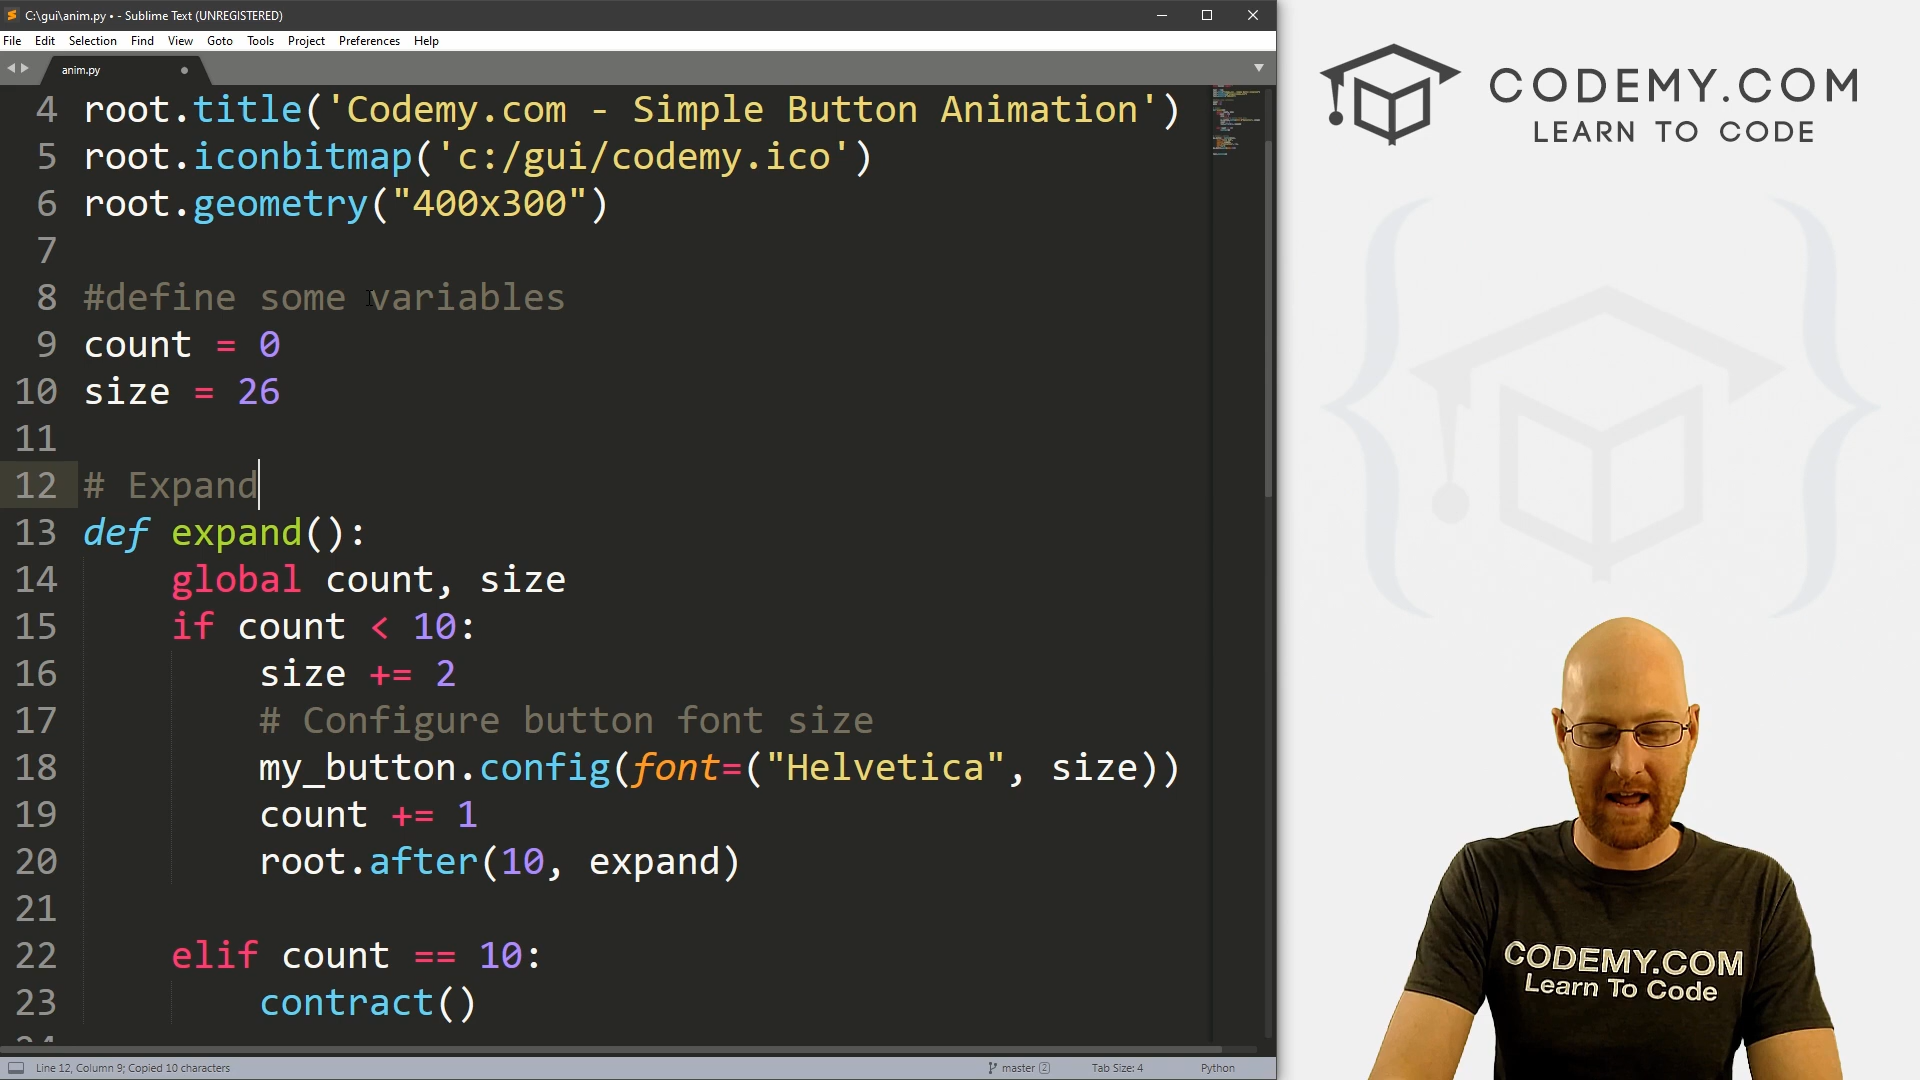 C:\gui\anim.py • - Sublime Text (UNREGISTERED)
File Edit Selection Find View Goto Tools Project Preferences Help
anim.py
4 root.title('Codemy.com - Simple Button Animation')
5 root.iconbitmap('c:/gui/codemy.ico')
6 root.geometry("400x300")
7
8 #define some variables
9 count = 0
10 size = 26
11
12 # Expand
13 def expand():
14 global count, size
15 if count < 10:
16 size += 2
17 # Configure button font size
18 my_button.config(font=("Helvetica", size))
19 count += 1
20 root.after(10, expand)
21
22 elif count == 10:
23 contract()
Line 12, Column 9; Copied 10 characters
master 2
Tab Size: 4
Python
CODEMY.COM
LEARN TO CODE
CODEMY.COM
Learn To Code